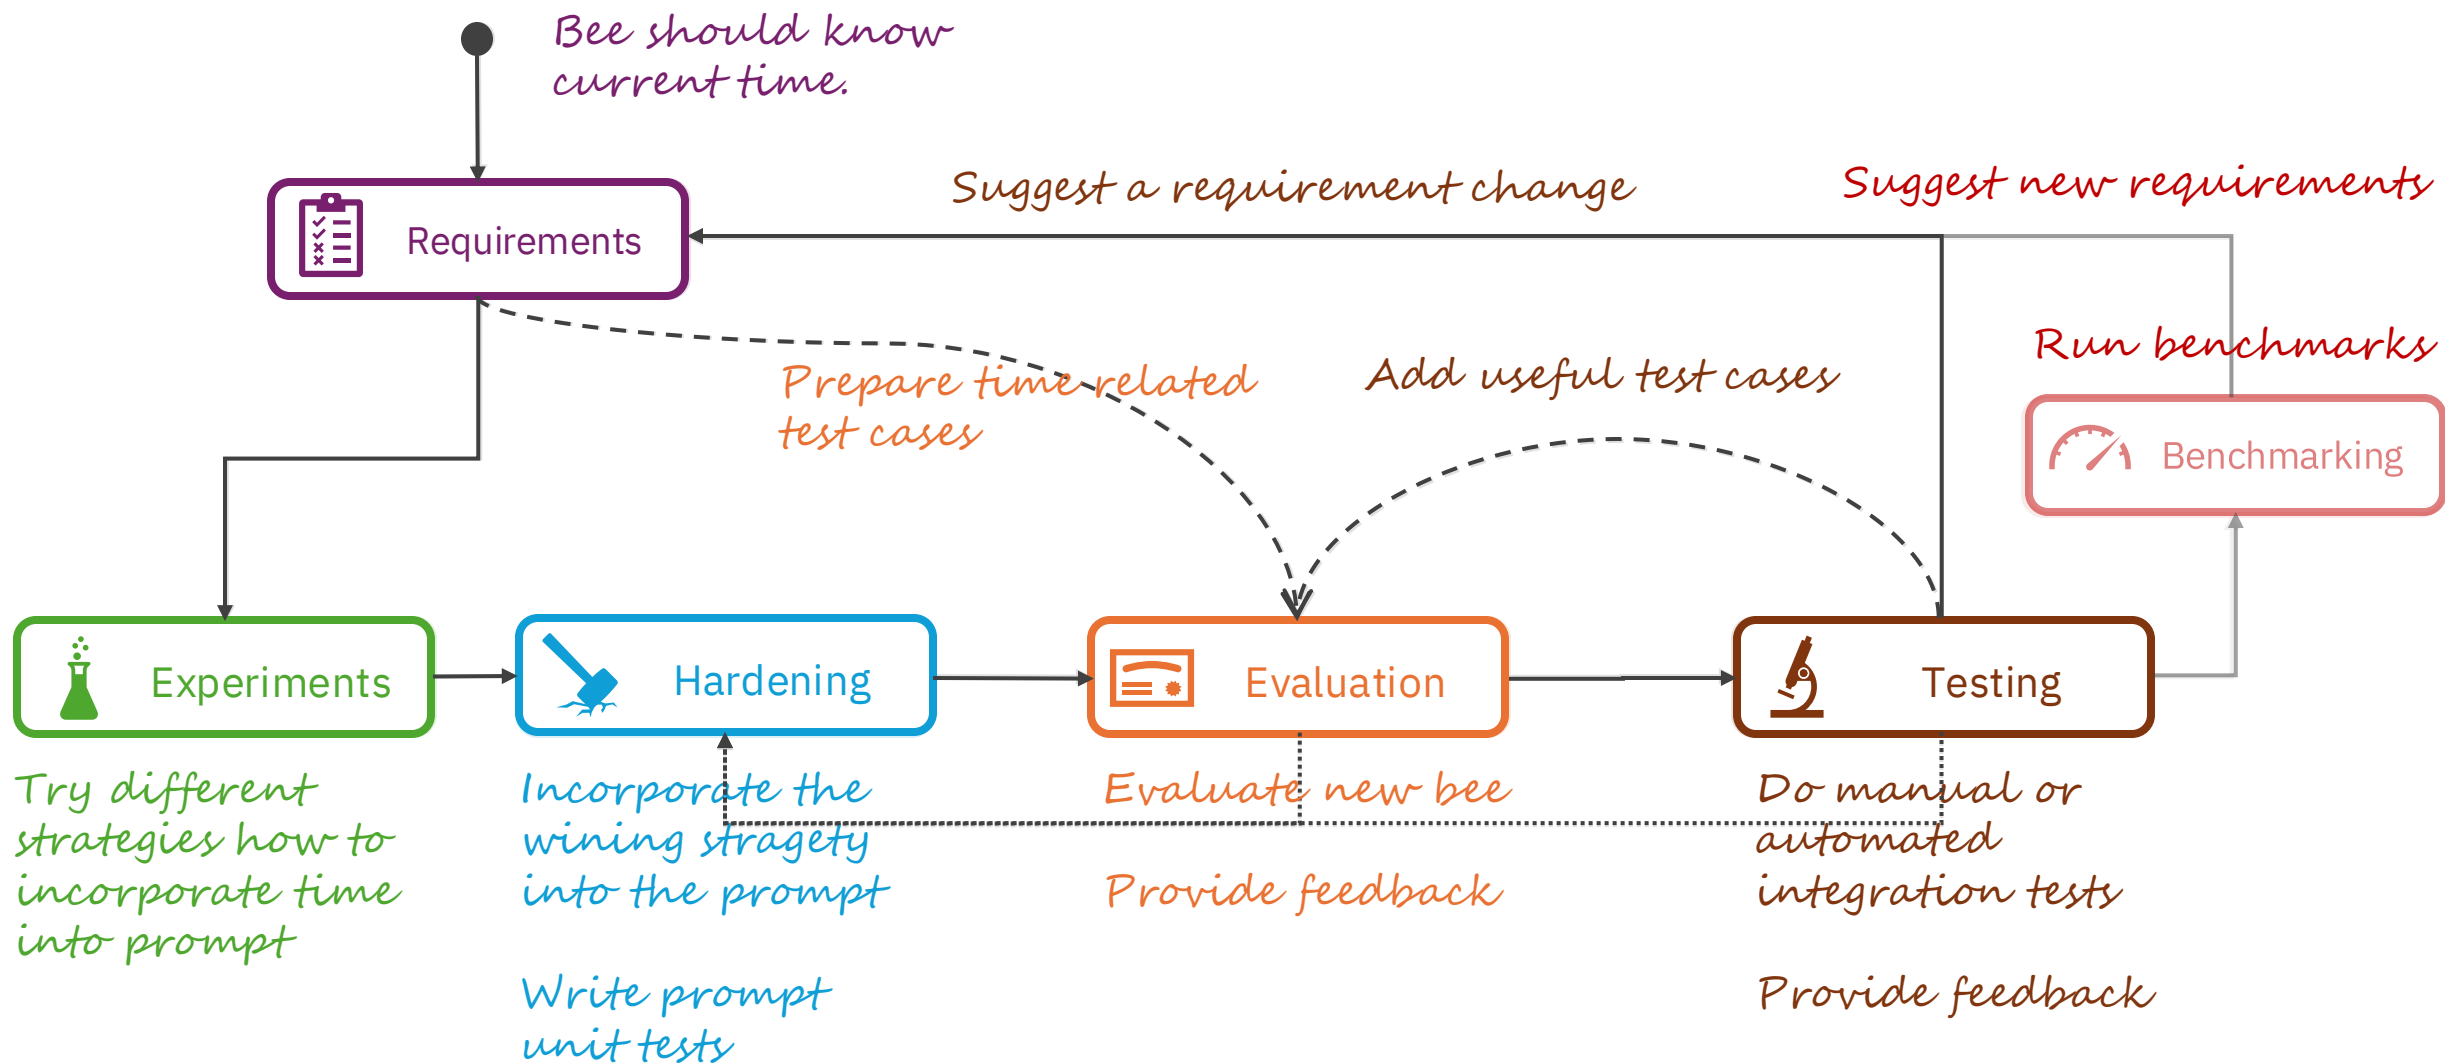 Bee should know
current time.
Suggest a requirement change
Suggest new requirements
Requirements
Run benchmarks
Prepare time related
test cases
Add useful test cases
Benchmarking
Experiments
Hardening
Evaluation
Testing
Try different
strategies how to
incorporate time
into prompt
Incorporate the
wining stragety
into the prompt
Write prompt
unit tests
Evaluate new bee
Provide feedback
Do manual or
automated
integration tests
Provide feedback